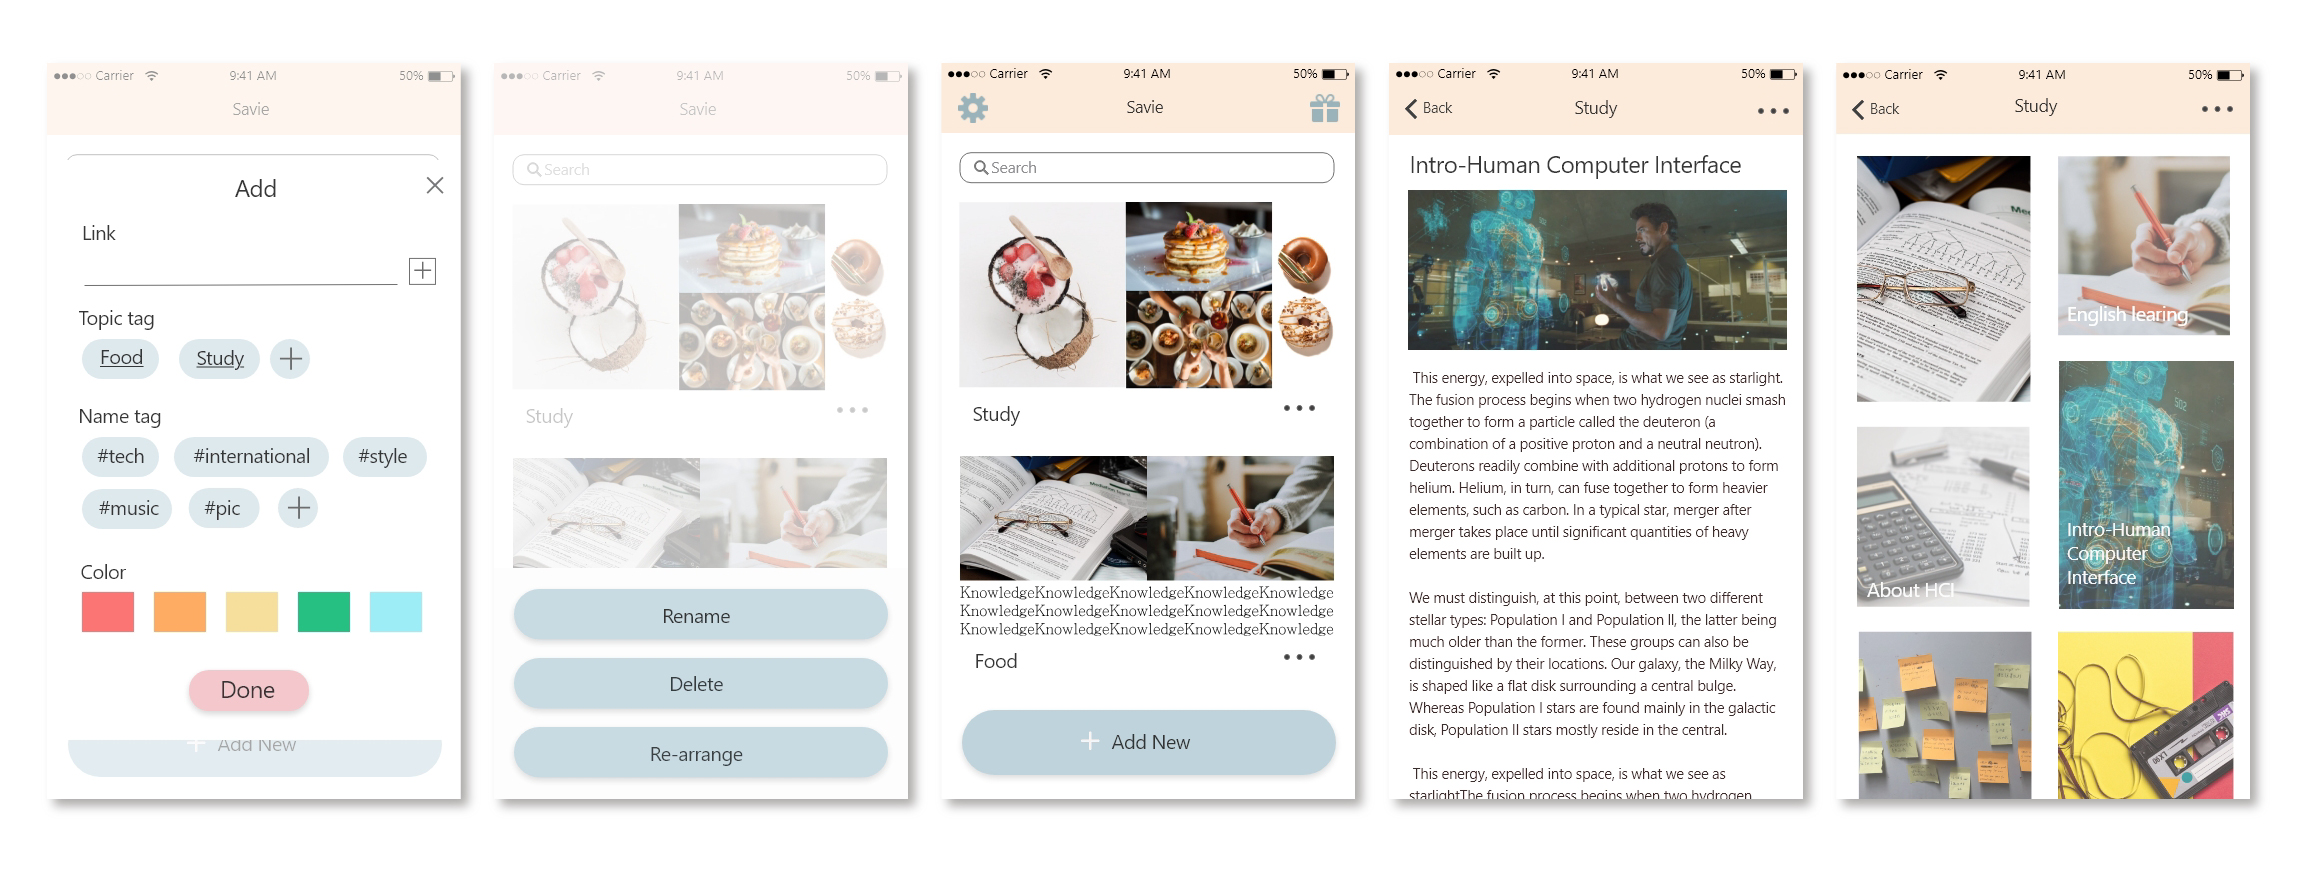 Carrier 9:41 AM 50%
Savie
Add
Link
Topic tag
Food Study
Name tag
#tech #international #style
#music #pic
Color
Done
Add New
Carrier 9:41 AM 50%
Savie
Search
Study
Rename
Delete
Re-arrange
Carrier 9:41 AM 50%
Savie
Search
Study
KnowledgeKnowledgeKnowledgeKnowledgeKnowledge
KnowledgeKnowledgeKnowledgeKnowledgeKnowledge
KnowledgeKnowledgeKnowledgeKnowledgeKnowledge
Food
Add New
Carrier 9:41 AM 50%
Back Study
Intro-Human Computer Interface
This energy, expelled into space, is what we see as starlight.
The fusion process begins when two hydrogen nuclei smash
together to form a particle called the deuteron (a
combination of a positive proton and a neutral neutron).
Deuterons readily combine with additional protons to form
helium. Helium, in turn, can fuse together to form heavier
elements, such as carbon. In a typical star, merger after
merger takes place until significant quantities of heavy
elements are built up.
We must distinguish, at this point, between two different
stellar types: Population I and Population II, the latter being
much older than the former. These groups can also be
distinguished by their locations. Our galaxy, the Milky Way,
is shaped like a flat disk surrounding a central bulge.
Whereas Population I stars are found mainly in the galactic
disk, Population II stars mostly reside in the central.
This energy, expelled into space, is what we see as
starlightThe fusion process begins when two hydrogen
Carrier 9:41 AM 50%
Back Study
English learing
Intro-Human
Computer
Interface
About HCI